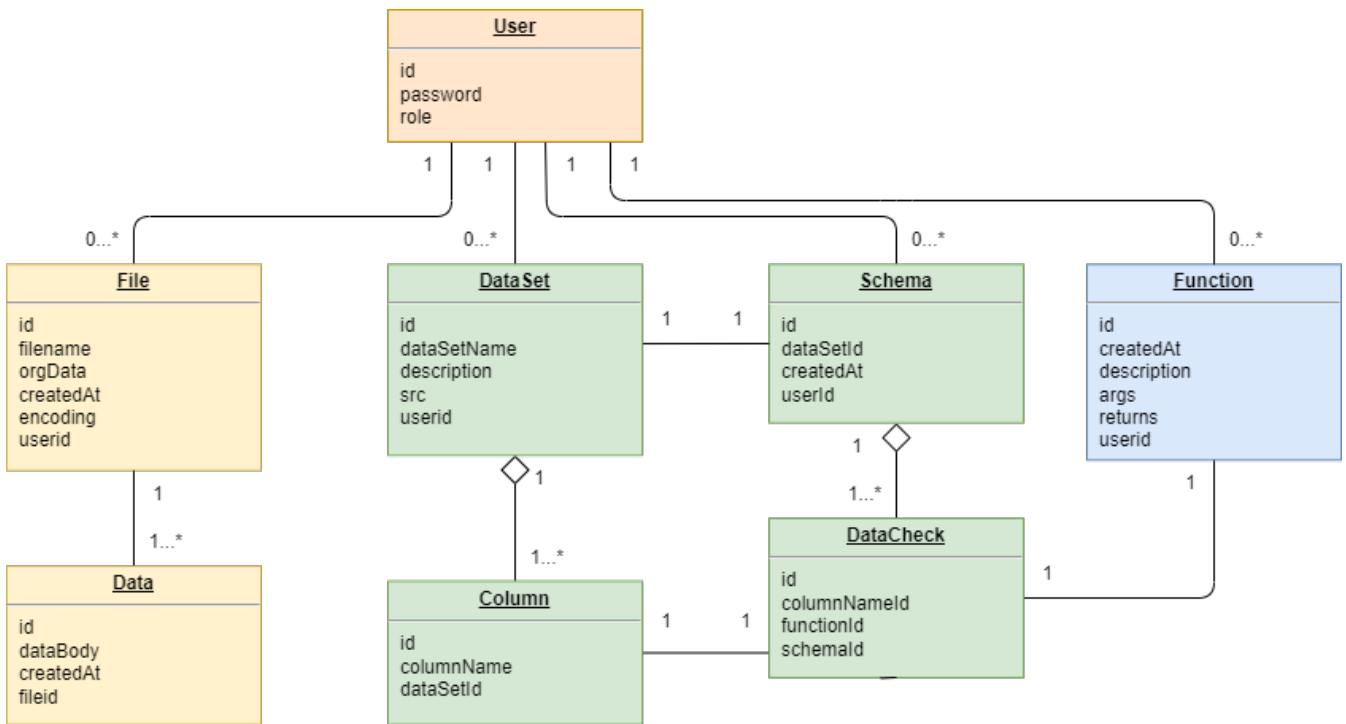 User
id
password
role
1
1
1
1
0...*
0...*
0...*
0...*
File
id
filename
orgData
createdAt
encoding
userid
DataSet
id
dataSetName
description
src
userid
1
1
Schema
id
dataSetId
createdAt
userId
Function
id
createdAt
description
args
returns
userid
1
1...*
1
1...*
1
1...*
1
1
Data
id
dataBody
createdAt
fileid
Column
id
columnName
dataSetId
1
1
DataCheck
id
columnNameId
functionId
schemaId